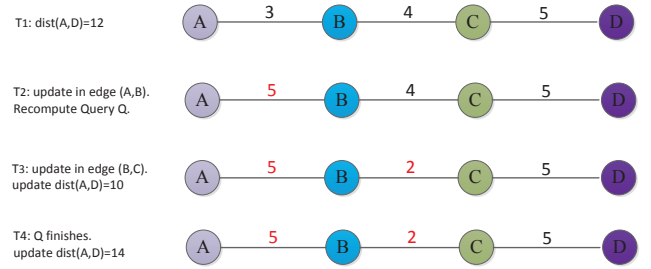 T1: dist(A,D)=12
A 3 B 4 C 5 D
T2: update in edge (A,B).
Recompute Query Q.
A 5 B 4 C 5 D
T3: update in edge (B,C).
update dist(A,D)=10
A 5 B 2 C 5 D
T4: Q finishes.
update dist(A,D)=14
A 5 B 2 C 5 D